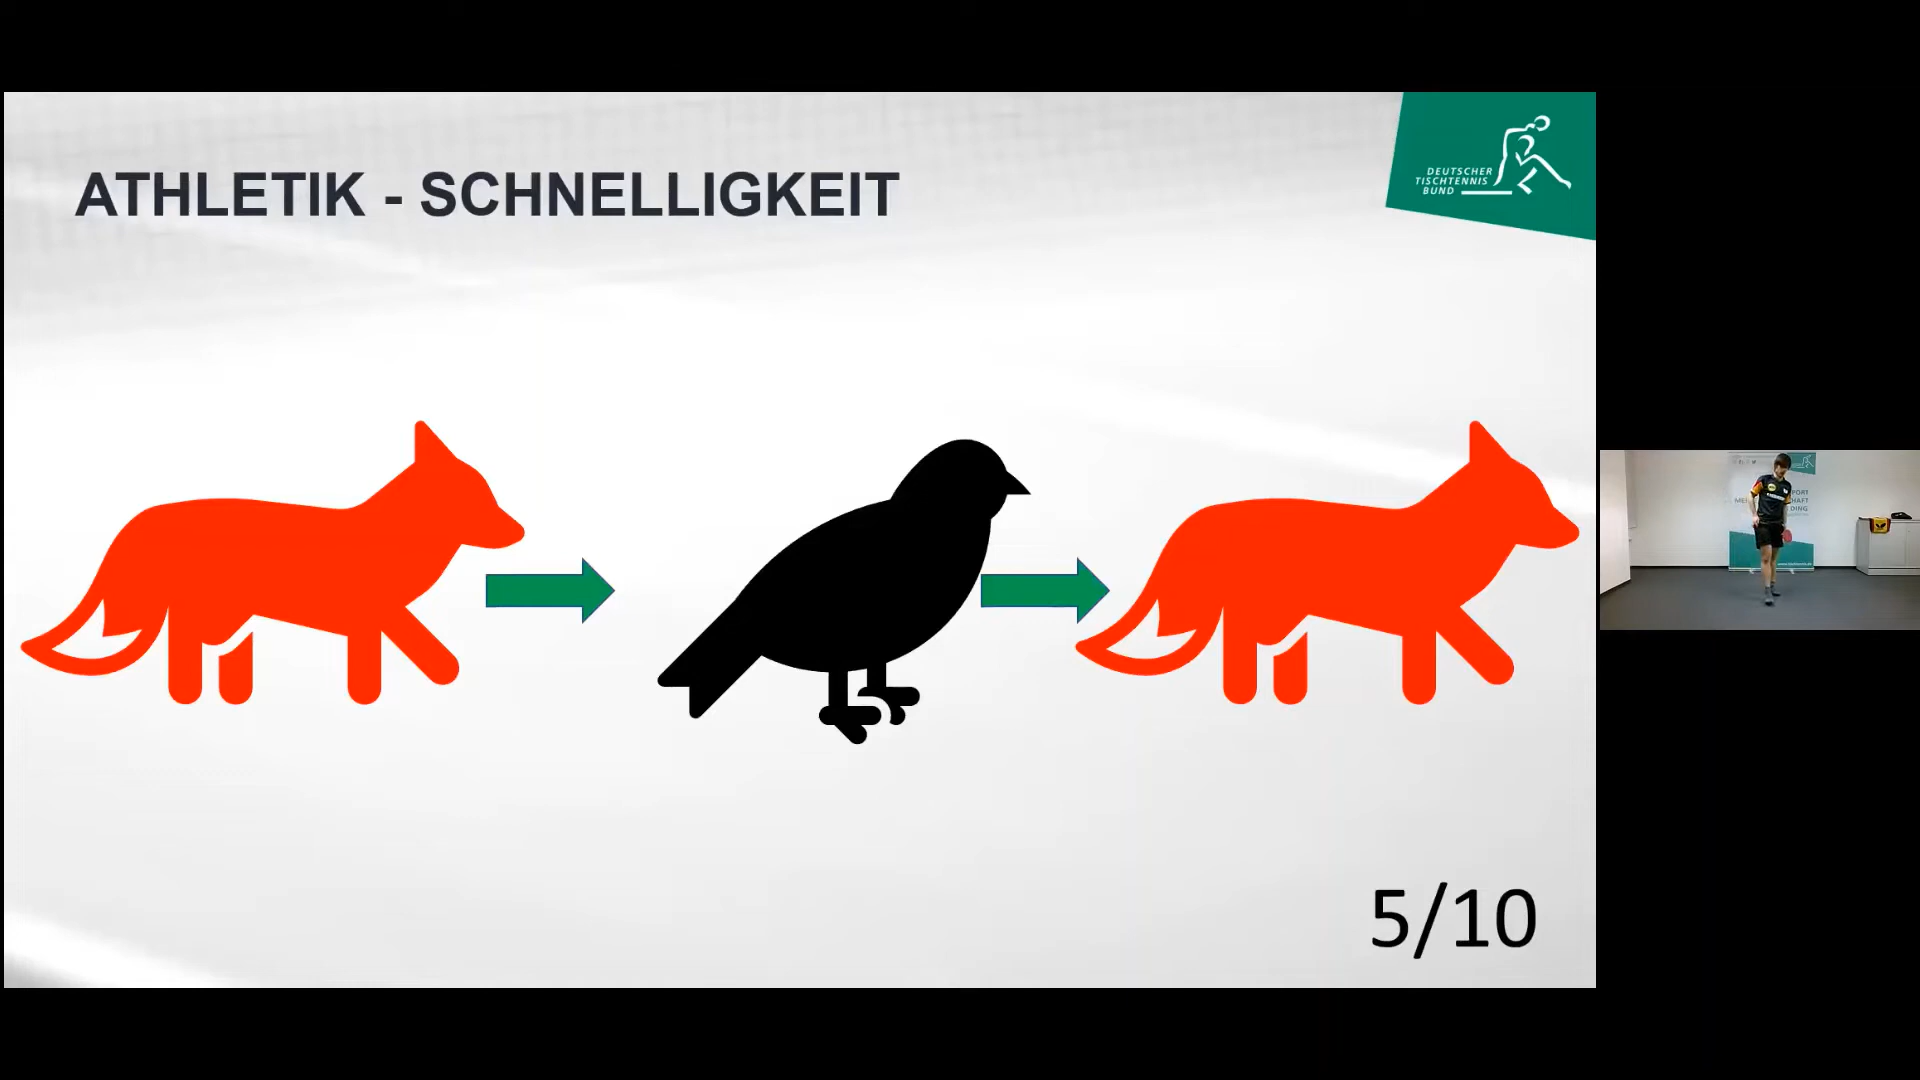 ATHLETIK - SCHNELLIGKEIT
DEUTSCHER
TISCHTENNIS
BUND
5/10